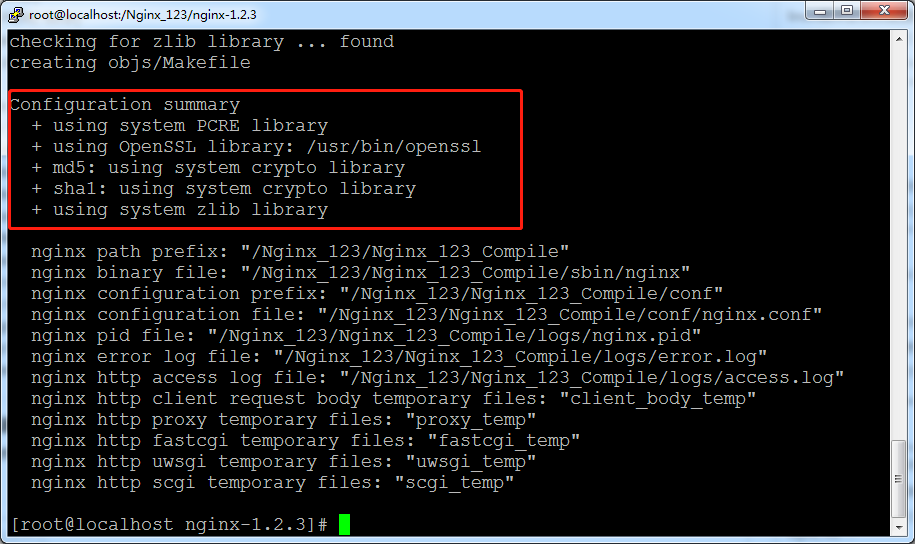 root@localhost:/Nginx_123/nginx-1.2.3
checking for zlib library ... found
creating objs/Makefile
Configuration summary
+ using system PCRE library
+ using OpenSSL library: /usr/bin/openssl
+ md5: using system crypto library
+ sha1: using system crypto library
+ using system zlib library
nginx path prefix: "/Nginx_123/Nginx_123_Compile"
nginx binary file: "/Nginx_123/Nginx_123_Compile/sbin/nginx"
nginx configuration prefix: "/Nginx_123/Nginx_123_Compile/conf"
nginx configuration file: "/Nginx_123/Nginx_123_Compile/conf/nginx.conf"
nginx pid file: "/Nginx_123/Nginx_123_Compile/logs/nginx.pid"
nginx error log file: "/Nginx_123/Nginx_123_Compile/logs/error.log"
nginx http access log file: "/Nginx_123/Nginx_123_Compile/logs/access.log"
nginx http client request body temporary files: "client_body_temp"
nginx http proxy temporary files: "proxy_temp"
nginx http fastcgi temporary files: "fastcgi_temp"
nginx http uwsgi temporary files: "uwsgi_temp"
nginx http scgi temporary files: "scgi_temp"
[root@localhost nginx-1.2.3]#